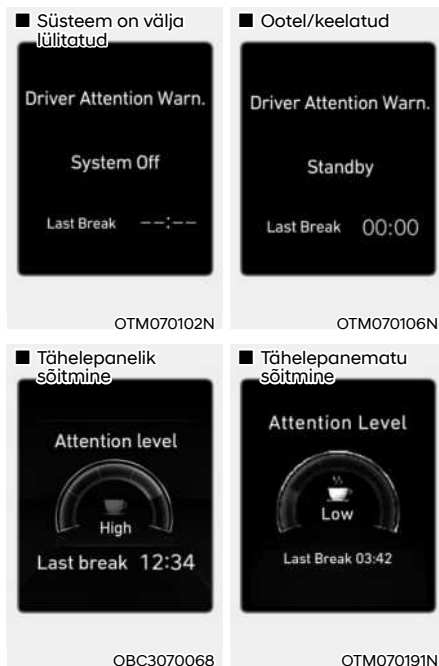 ■ Süsteem on välja
lülitatud
Driver Attention Warn.
System Off
Last Break --:--
OTM070102N
■ Ootel/keelatud
Driver Attention Warn.
Standby
Last Break 00:00
OTM070106N
■ Tähelepanelik
sõitmine
Attention level
High
Last break 12:34
OBC3070068
■ Tähelepanematu
sõitmine
Attention Level
Low
Last Break 03:42
OTM070191N